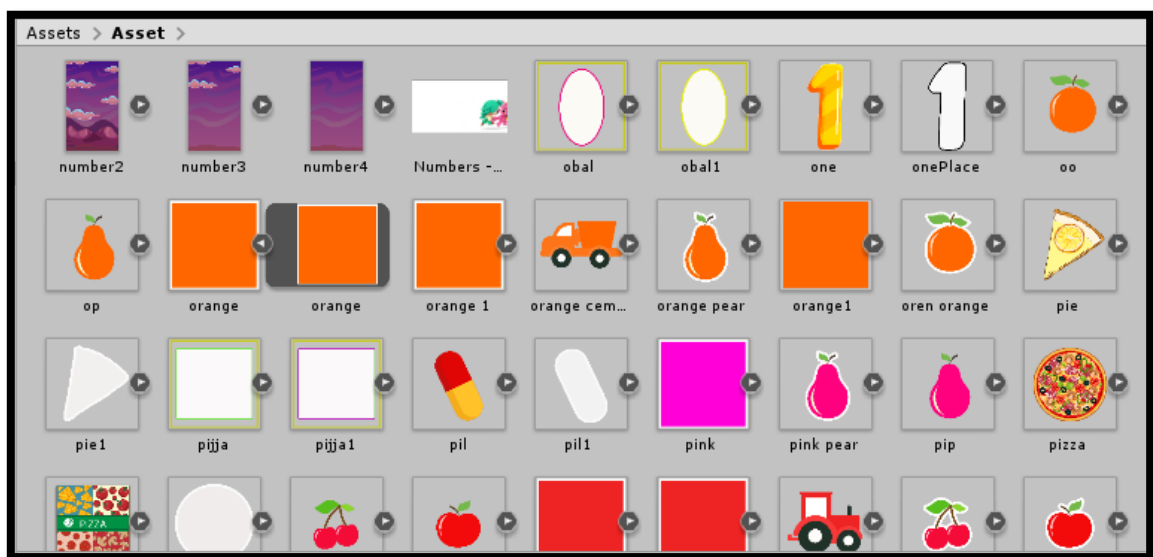 Assets > Asset >
number2 number3 number4 Numbers -... obal obal1 one onePlace oo
op orange orange orange 1 orange cem... orange pear orange1 oren orange pie
pie1 pijja pijja1 pil pil1 pink pink pear pip pizza
PIZZA